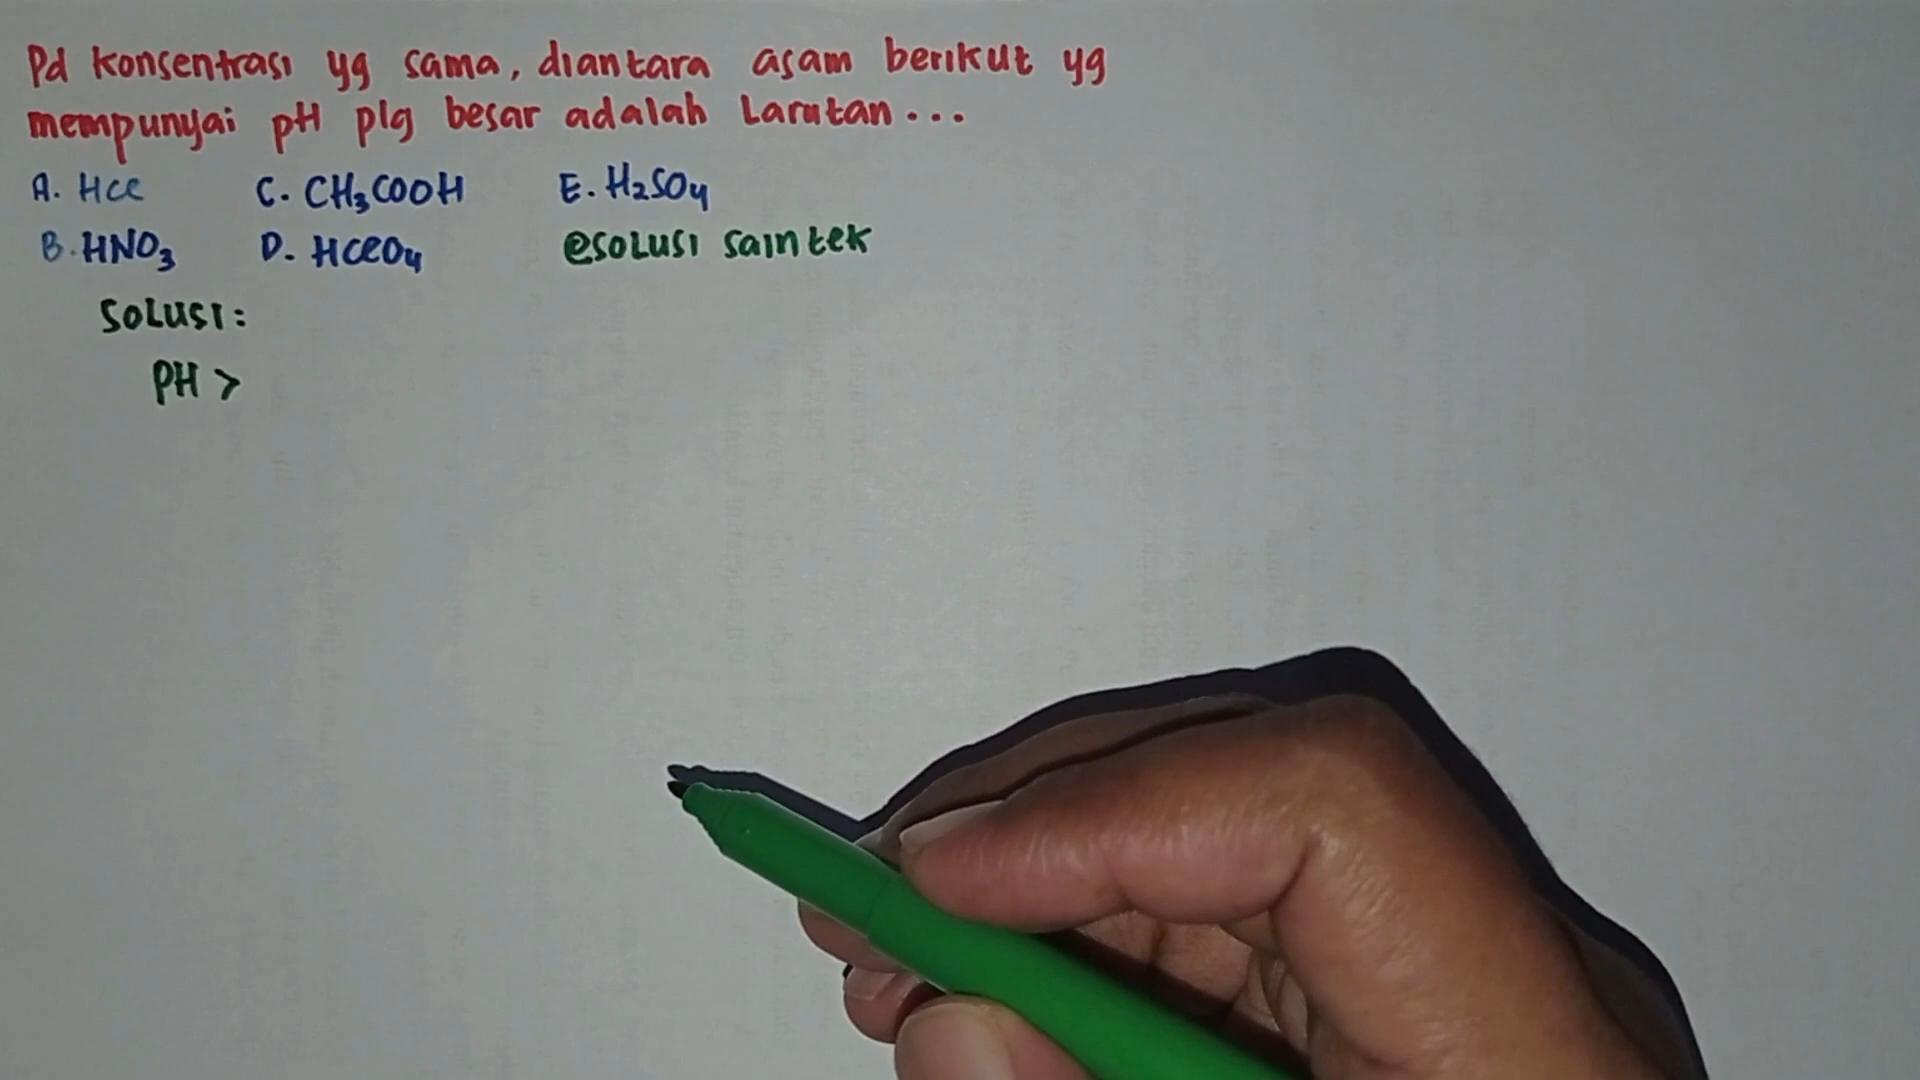 Pd konsentrasi yg sama, diantara asam berikut yg
mempunyai pH plg besar adalah Larutan...
A. HCl C. CH₃COOH E. H₂SO₄
B. HNO₃ D. HClO₄ @SOLUSI Saintek
SOLUSI:
PH >